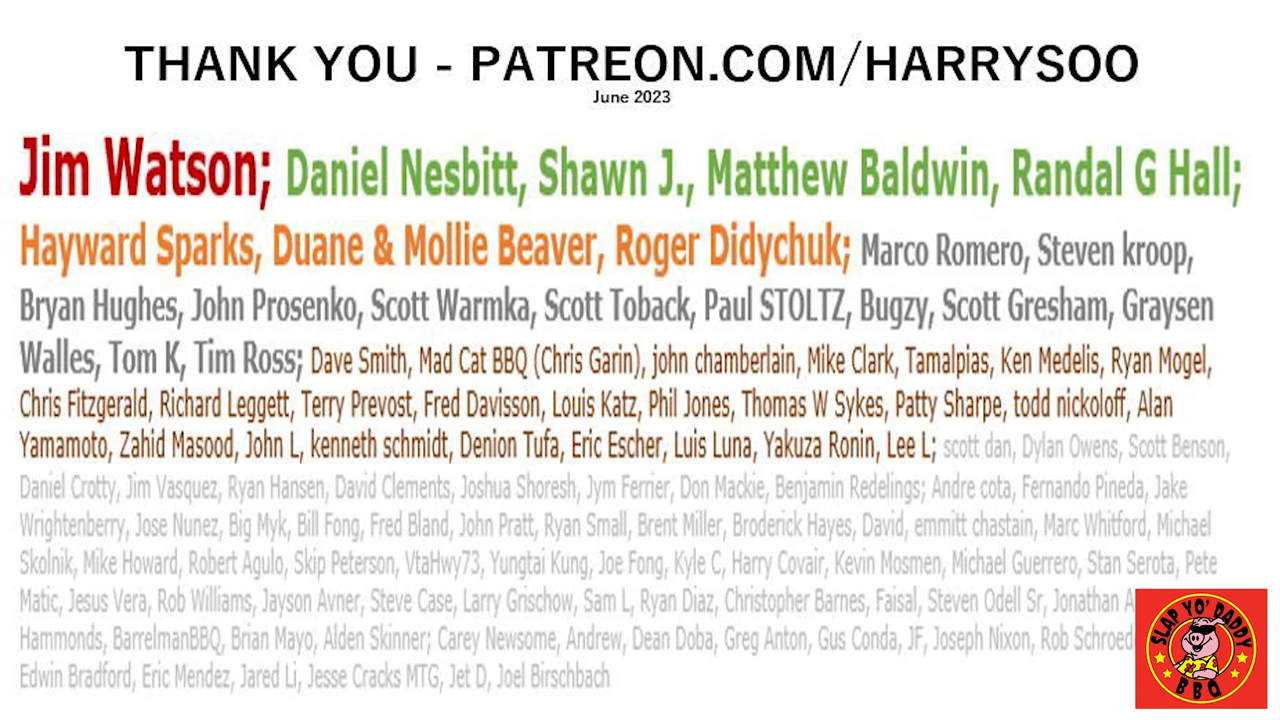 THANK YOU - PATREON.COM/HARRYSOO
June 2023
Jim Watson; Daniel Nesbitt, Shawn J., Matthew Baldwin, Randal G Hall;
Hayward Sparks, Duane & Mollie Beaver, Roger Didychuk; Marco Romero, Steven kroop,
Bryan Hughes, John Prosenko, Scott Warmka, Scott Toback, Paul STOLTZ, Bugzy, Scott Gresham, Graysen
Walles, Tom K, Tim Ross; Dave Smith, Mad Cat BBQ (Chris Garin), john chamberlain, Mike Clark, Tamalpias, Ken Medelis, Ryan Mogel,
Chris Fitzgerald, Richard Leggett, Terry Prevost, Fred Davisson, Louis Katz, Phil Jones, Thomas W Sykes, Patty Sharpe, todd nickoloff, Alan
Yamamoto, Zahid Masood, John L, kenneth schmidt, Denion Tufa, Eric Escher, Luis Luna, Yakuza Ronin, Lee L; scott dan, Dylan Owens, Scott Benson,
Daniel Crotty, Jim Vasquez, Ryan Hansen, David Clements, Joshua Shoresh, Jym Ferrier, Don Mackie, Benjamin Redelings; Andre cota, Fernando Pineda, Jake
Wrightenberry, Jose Nunez, Big Myk, Bill Fong, Fred Bland, John Pratt, Ryan Small, Brent Miller, Broderick Hayes, David, emmitt chastain, Marc Whitford, Michael
Skolnik, Mike Howard, Robert Agulo, Skip Peterson, VtaHwy73, Yungtai Kung, Joe Fong, Kyle C, Harry Covair, Kevin Mosmen, Michael Guerrero, Stan Serota, Pete
Matic, Jesus Vera, Rob Williams, Jayson Avner, Steve Case, Larry Grischow, Sam L, Ryan Diaz, Christopher Barnes, Faisal, Steven Odell Sr, Jonathan A
Hammonds, BarrelmanBBQ, Brian Mayo, Alden Skinner; Carey Andrew, Dean Doba, Greg Anton, Gus Conda, JF, Joseph Nixon, Rob Schroed
Edwin Bradford, Eric Mendez, Jared Li, Jesse Cracks MTG, Jet D, Joel Birschbach
SLAP YO' DADDY
BBQ